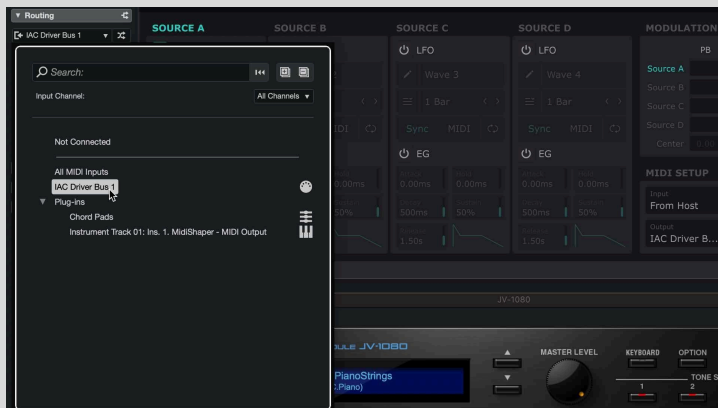 Routing
IAC Driver Bus 1
Search:
Input Channel:
All Channels
Not Connected
All MIDI Inputs
IAC Driver Bus 1
Plug-ins
Chord Pads
Instrument Track 01: Ins. 1. MidiShaper - MIDI Output
SOURCE A
SOURCE B
SOURCE C
SOURCE D
MODULATION
LFO
LFO
PB
Wave 3
Wave 4
Source A
Source B
1 Bar
1 Bar
Source C
MIDI
Sync MIDI
Sync MIDI
Source D
Center 0.00
EG
EG
MIDI SETUP
0.00ms
0.00ms
0.00ms
0.00ms
0.00ms
Input
From Host
50%
500ms
50%
500ms
50%
Output
IAC Driver B...
1.50s
1.50s
JV-1080
JV-1080
MASTER LEVEL
KEYBOARD
OPTION
PianoStrings
1
2